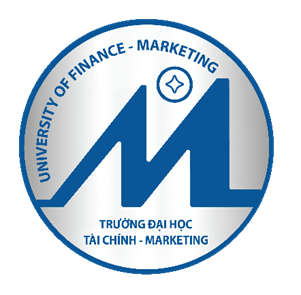 UNIVERSITY OF FINANCE - MARKETING
TRƯỜNG ĐẠI HỌC
TÀI CHÍNH - MARKETING